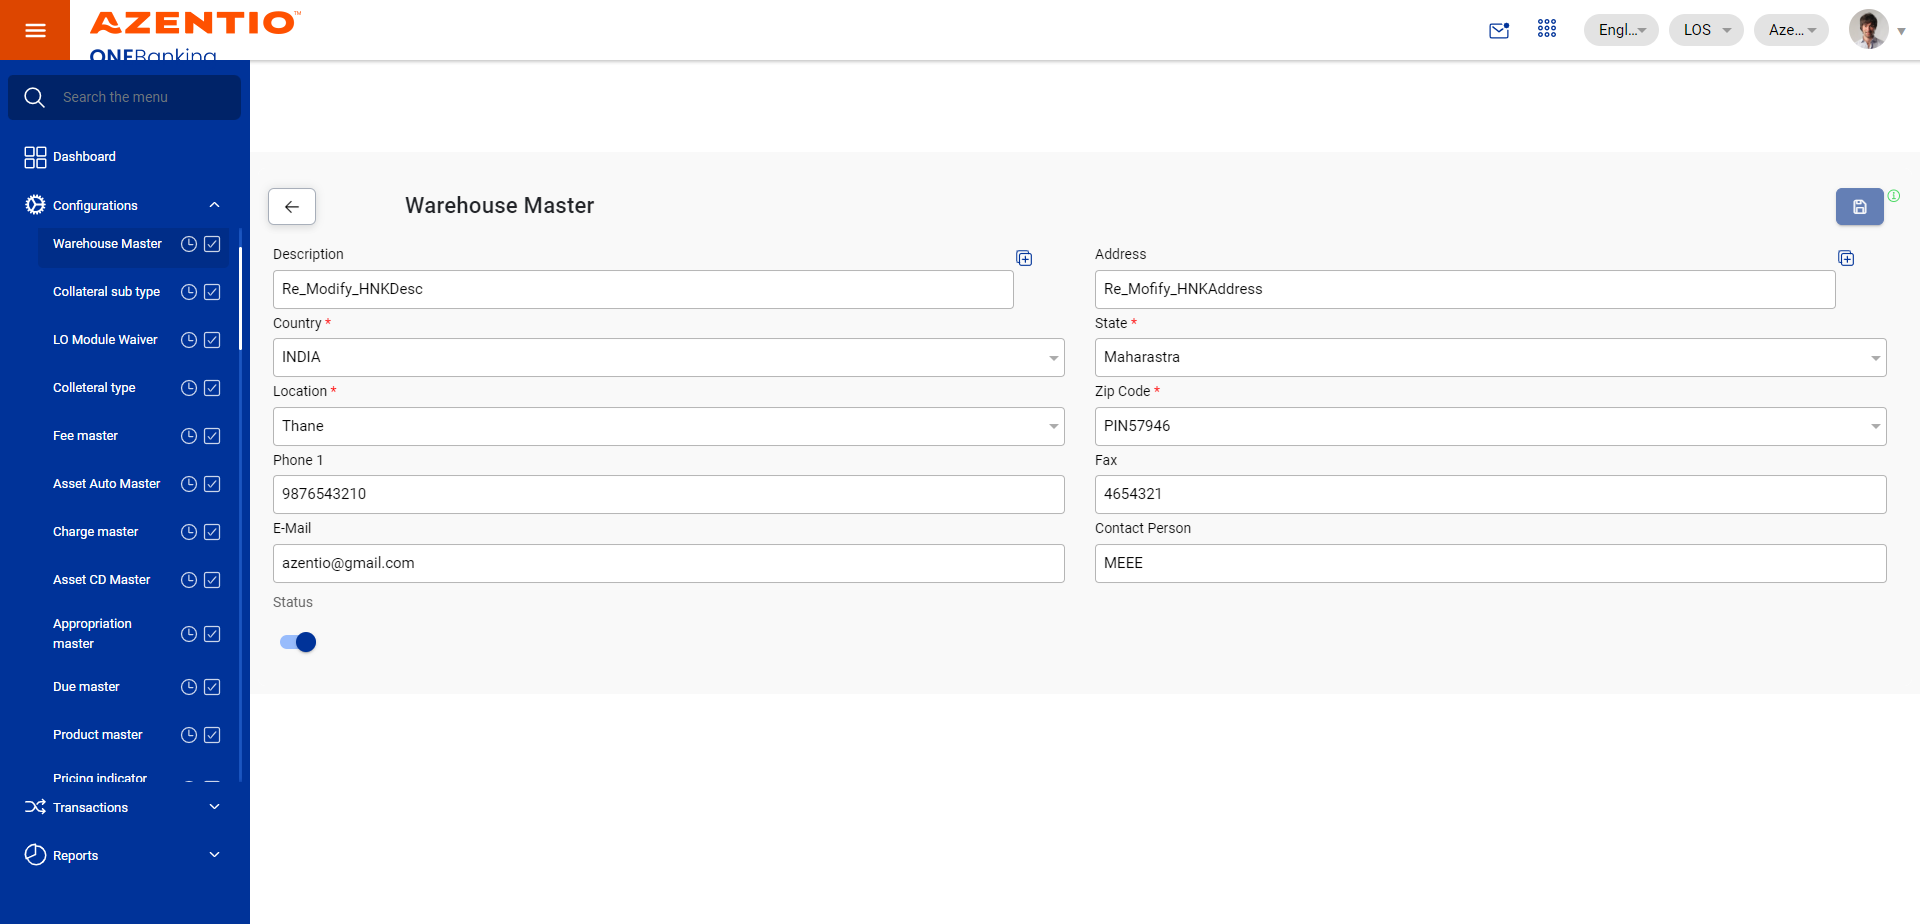 AZENTIO™
ONEBanking
Engl...
LOS
Aze...
Search the menu
Dashboard
Configurations
Warehouse Master
Collateral sub type
LO Module Waiver
Colleteral type
Fee master
Asset Auto Master
Charge master
Asset CD Master
Appropriation
master
Due master
Product master
Pricing indicator
Transactions
Reports
Warehouse Master
Description
Re_Modify_HNKDesc
Address
Re_Mofify_HNKAddress
Country *
INDIA
State *
Maharastra
Location *
Thane
Zip Code *
PIN57946
Phone 1
9876543210
Fax
4654321
E-Mail
azentio@gmail.com
Contact Person
MEEE
Status